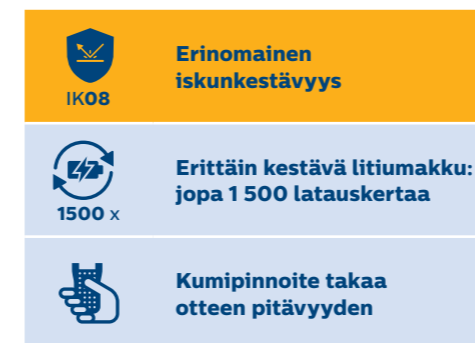 IK08
Erinomainen
iskunkestävyys
1500 x
Erittäin kestävä litiumakku:
jopa 1 500 latauskertaa
Kumipinnoite takaa
otteen pitävyyden